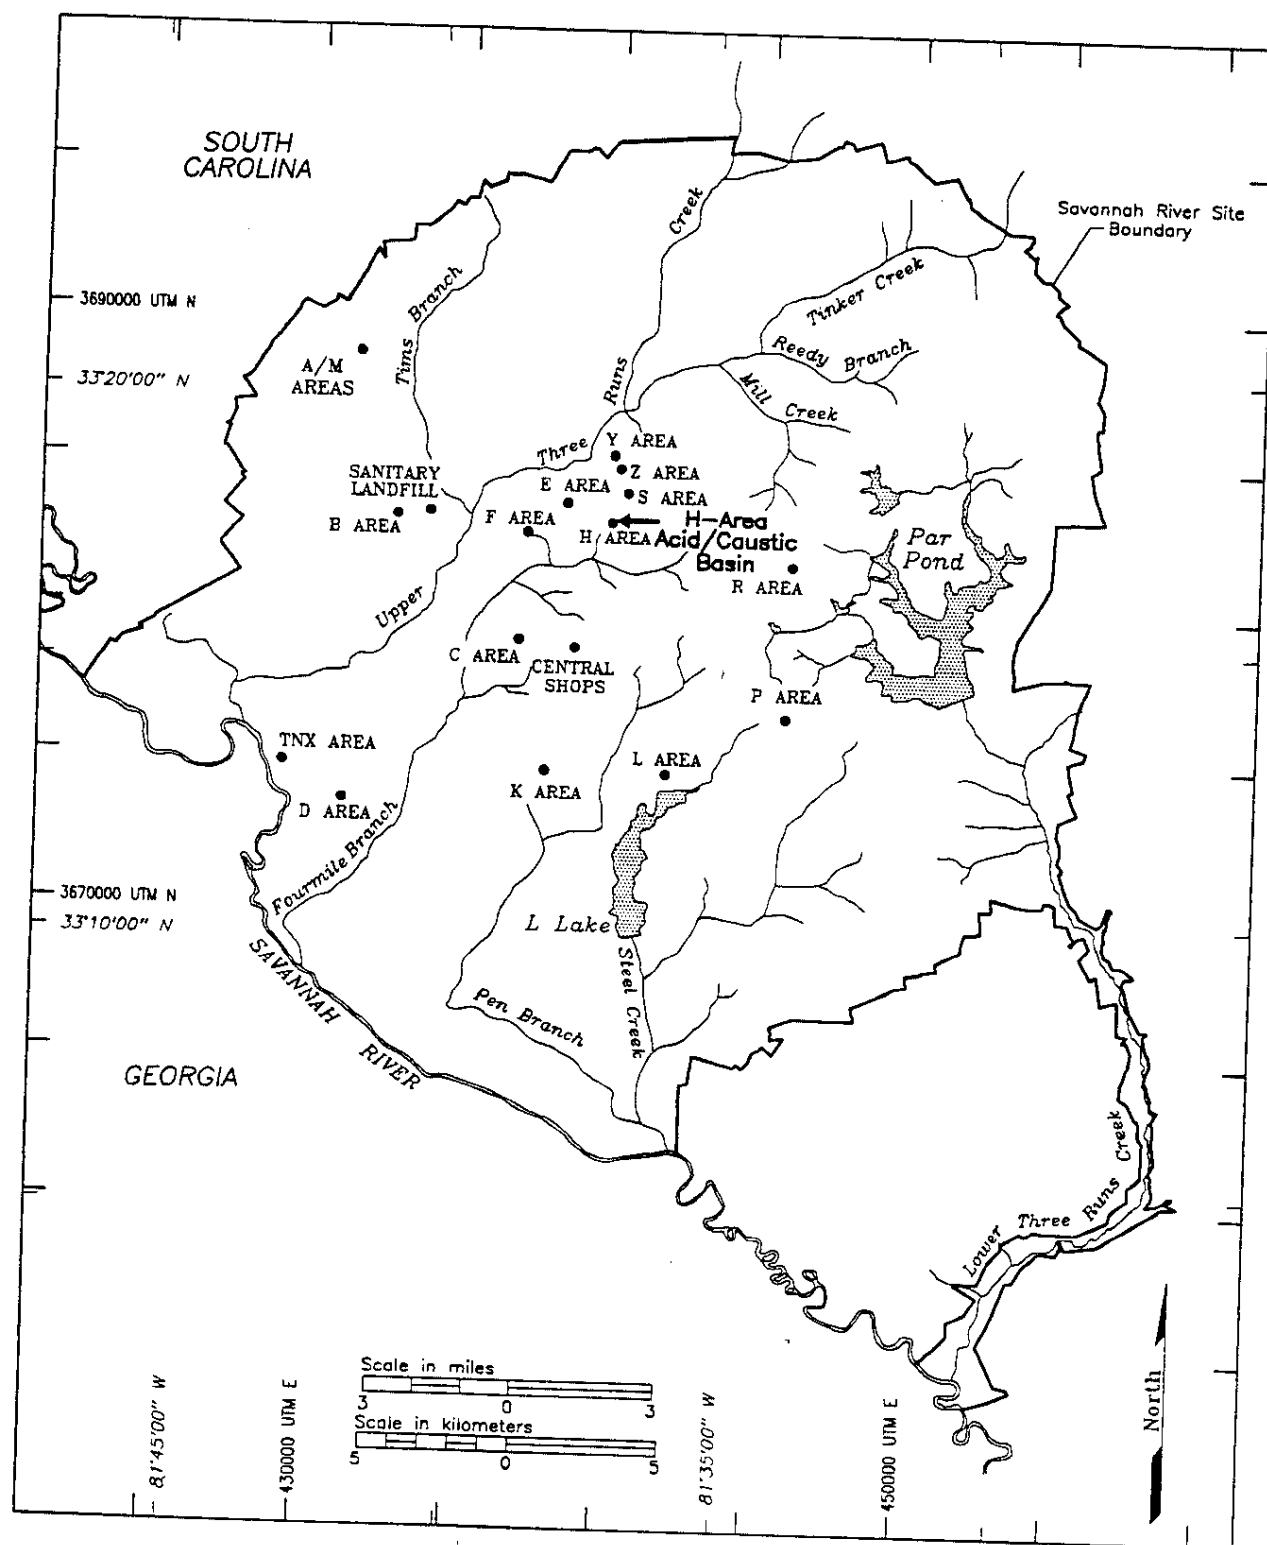 SOUTH
CAROLINA
Savannah River Site
Boundary
Creek
Tims Branch
Tinker Creek
3690000 UTM N
A/M
AREAS
33°20'00" N
Reedy Branch
Mill Creek
Runs
Three
Y AREA
Z AREA
SANITARY
LANDFILL
E AREA
S AREA
B AREA
F AREA
H AREA
H-Area
Acid/Caustic
Basin
Par
Pond
R AREA
Upper
C AREA
CENTRAL
SHOPS
P AREA
TNX AREA
L AREA
K AREA
D AREA
Fourmile Branch
3670000 UTM N
33°10'00" N
L Lake
SAVANNAH
RIVER
Steel Creek
Pen Branch
GEORGIA
Lower Three Runs Creek
Scale in miles
3 0 3
Scale in kilometers
5 0 5
81°45'00" W
430000 UTM E
81°35'00" W
450000 UTM E
North